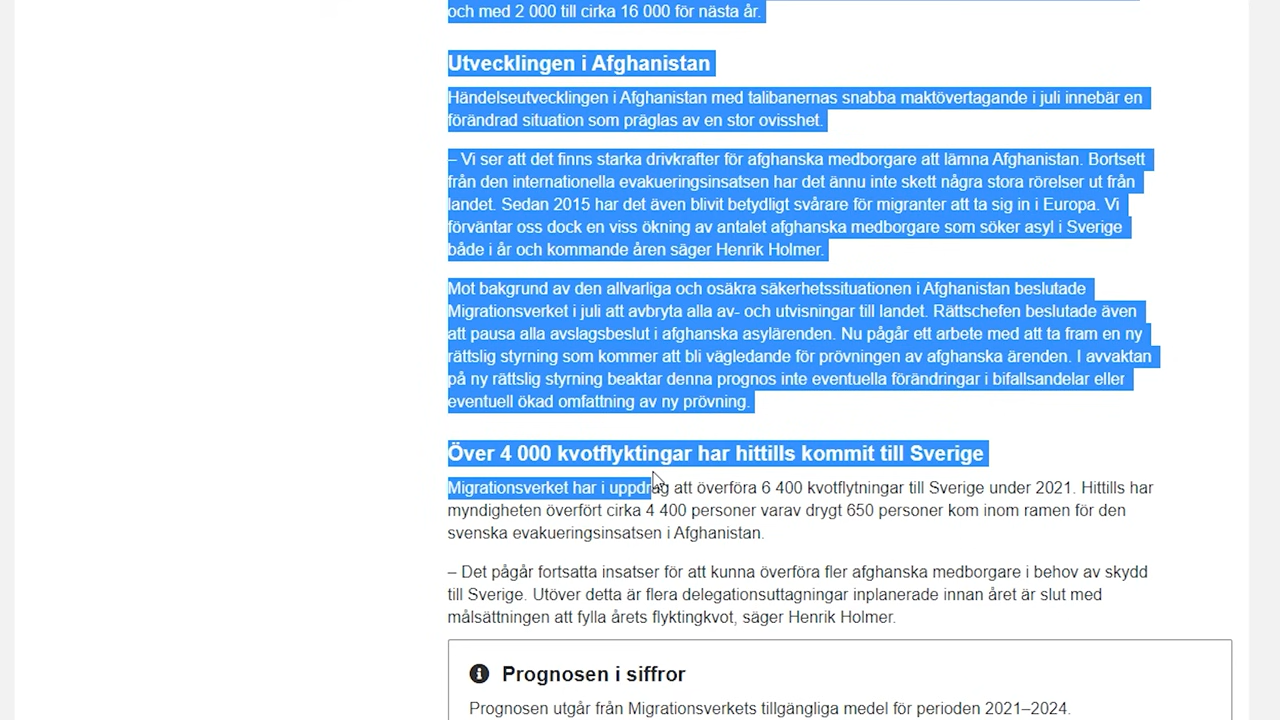 och med 2 000 till cirka 16 000 för nästa år.
Utvecklingen i Afghanistan
Händelseutvecklingen i Afghanistan med talibanernas snabba maktövertagande i juli innebär en
förändrad situation som präglas av en stor ovisshet.
– Vi ser att det finns starka drivkrafter för afghanska medborgare att lämna Afghanistan. Bortsett
från den internationella evakueringsinsatsen har det ännu inte skett några stora rörelser ut från
landet. Sedan 2015 har det även blivit betydligt svårare för migranter att ta sig in i Europa. Vi
förväntar oss dock en viss ökning av antalet afghanska medborgare som söker asyl i Sverige
både i år och kommande åren säger Henrik Holmer.
Mot bakgrund av den allvarliga och osäkra säkerhetssituationen i Afghanistan beslutade
Migrationsverket i juli att avbryta alla av- och utvisningar till landet. Rättschefen beslutade även
att pausa alla avslagsbeslut i afghanska asylärenden. Nu pågår ett arbete med att ta fram en ny
rättslig styrning som kommer att bli vägledande för prövningen av afghanska ärenden. I avvaktan
på ny rättslig styrning beaktar denna prognos inte eventuella förändringar i bifallsandelar eller
eventuell ökad omfattning av ny prövning.
Över 4 000 kvotflyktingar har hittills kommit till Sverige
Migrationsverket har i uppdrag att överföra 6 400 kvotflytningar till Sverige under 2021. Hittills har
myndigheten överfört cirka 4 400 personer varav drygt 650 personer kom inom ramen för den
svenska evakueringsinsatsen i Afghanistan.
– Det pågår fortsatta insatser för att kunna överföra fler afghanska medborgare i behov av skydd
till Sverige. Utöver detta är flera delegationsuttagningar inplanerade innan året är slut med
målsättningen att fylla årets flyktingkvot, säger Henrik Holmer.
Prognosen i siffror
Prognosen utgår från Migrationsverkets tillgängliga medel för perioden 2021–2024.